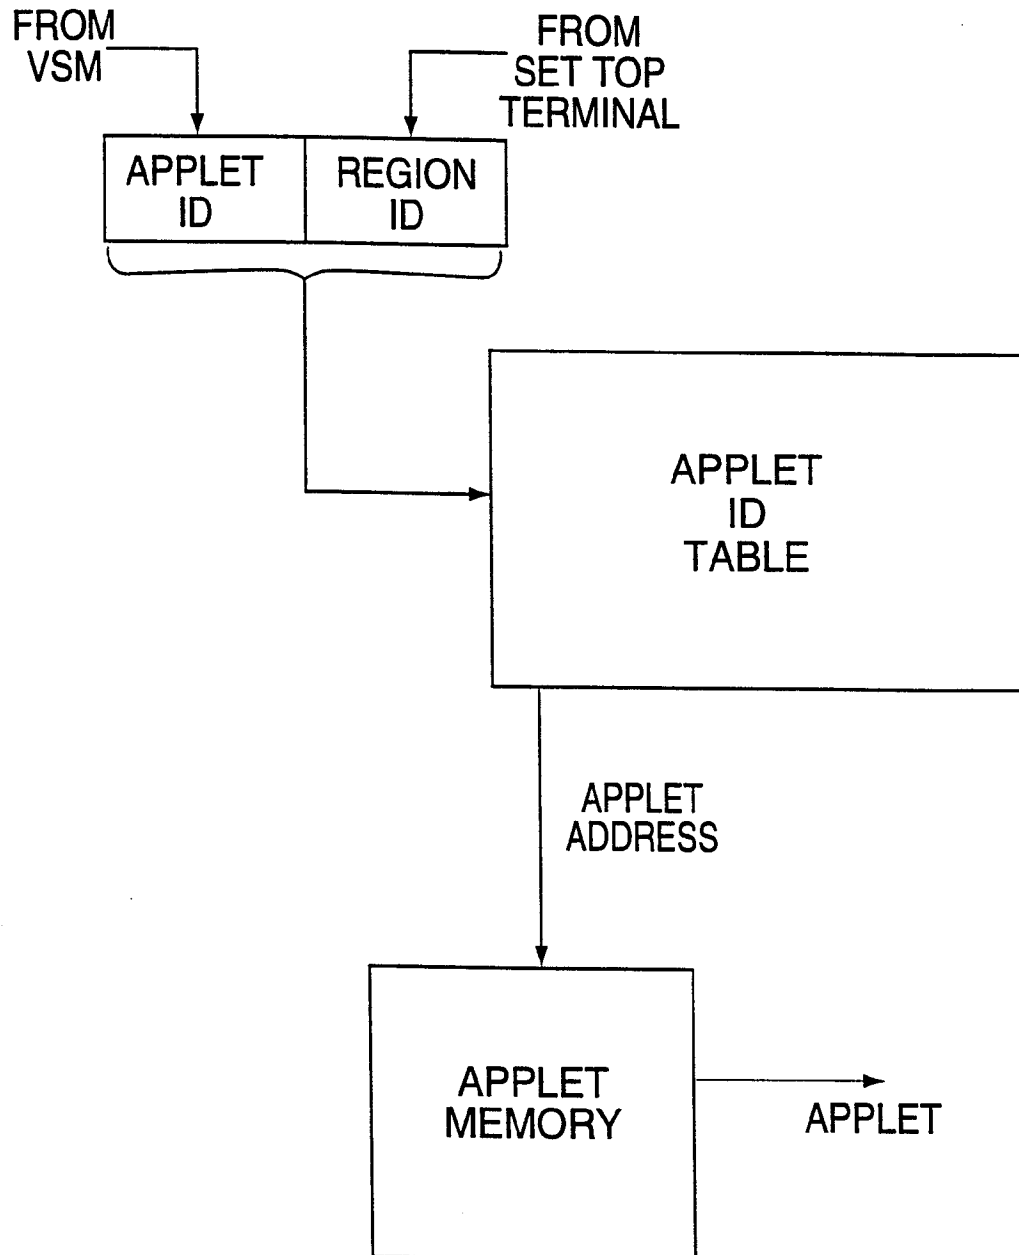 FROM
VSM
FROM
SET TOP
TERMINAL
APPLET
ID
REGION
ID
APPLET
ID
TABLE
APPLET
ADDRESS
APPLET
MEMORY
APPLET